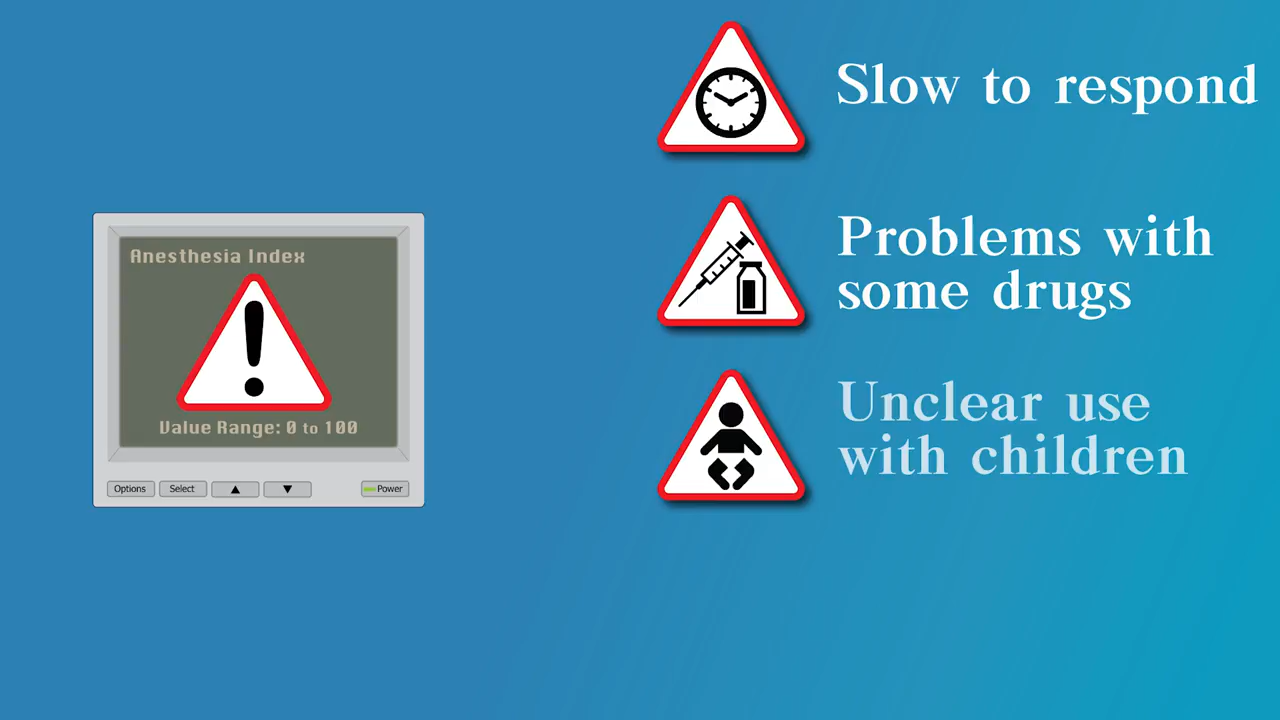 Anesthesia Index
Value Range: 0 to 100
Options
Select
Power
Slow to respond
Problems with
some drugs
Unclear use
with children